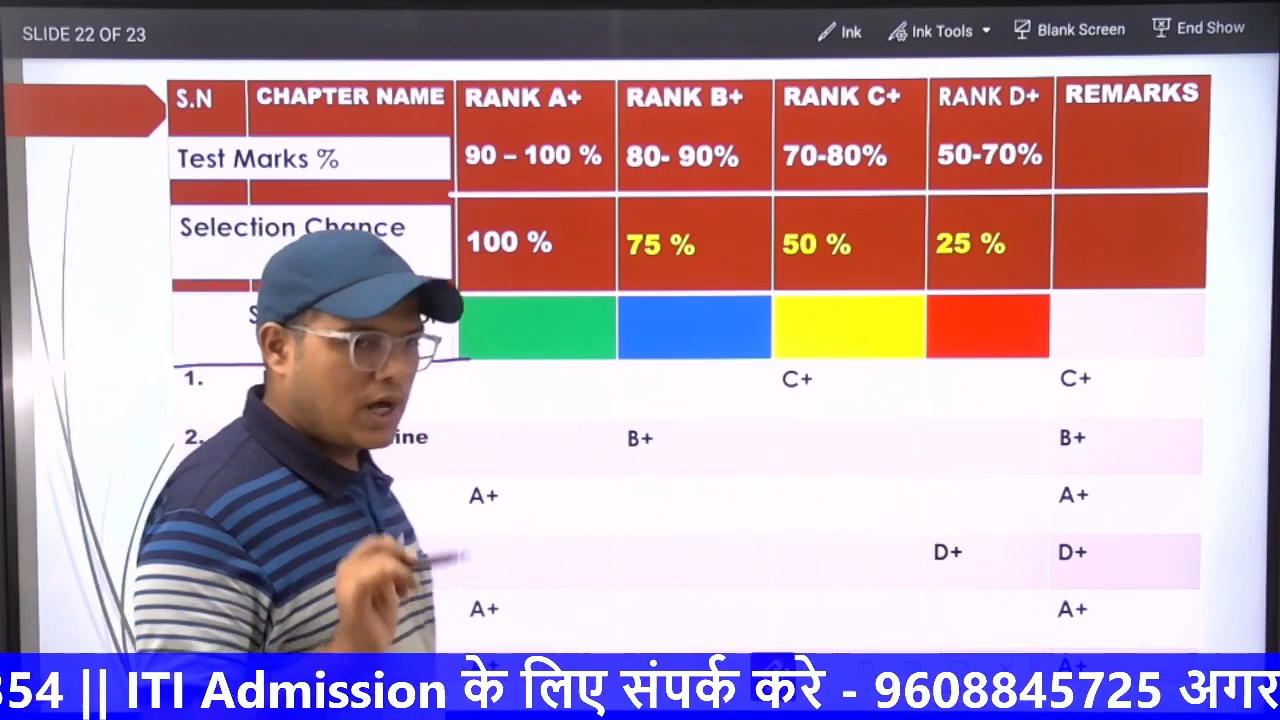 SLIDE 22 OF 23 Ink Ink Tools Blank Screen End Show
S.N CHAPTER NAME RANK A+ RANK B+ RANK C+ RANK D+ REMARKS
Test Marks % 90 – 100 % 80- 90% 70-80% 50-70%
Selection Chance 100 % 75 % 50 % 25 %
1. C+ C+
2. B+ B+
A+ A+
D+ D+
A+ A+
A+
354 || ITI Admission के लिए संपर्क करे - 9608845725 अगर